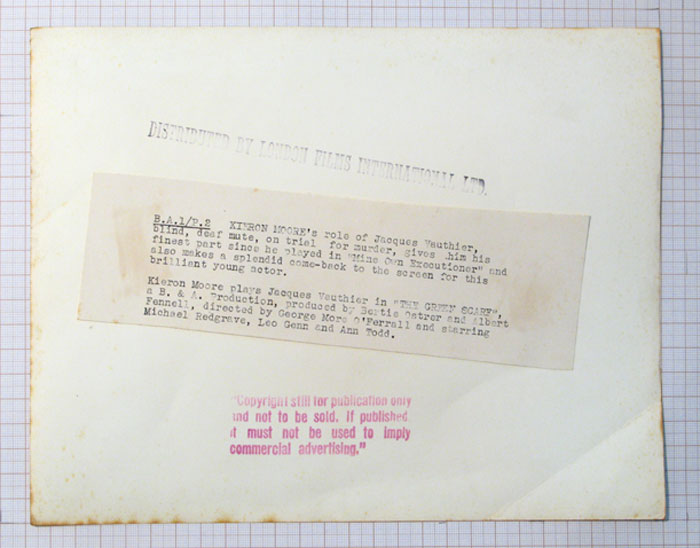 DISTRIBUTED BY LONDON FILMS INTERNATIONAL LTD.
B.A.1/P.2 KIERON MOORE's role of Jacques Vauthier,
blind, deaf mute, on trial for murder, gives him his
finest part since he played in "Mine Own Executioner" and
also makes a splendid come-back to the screen for this
brilliant young actor.
Kieron Moore plays Jacques Vauthier in "THE GREEN SCARF",
a B. & A. Production, produced by Bertie Ostrer and Albert
Fennell, directed by George More O'Ferrall and starring
Michael Redgrave, Leo Genn and Ann Todd.
"Copyright still for publication only
and not to be sold. If published
it must not be used to imply
commercial advertising."